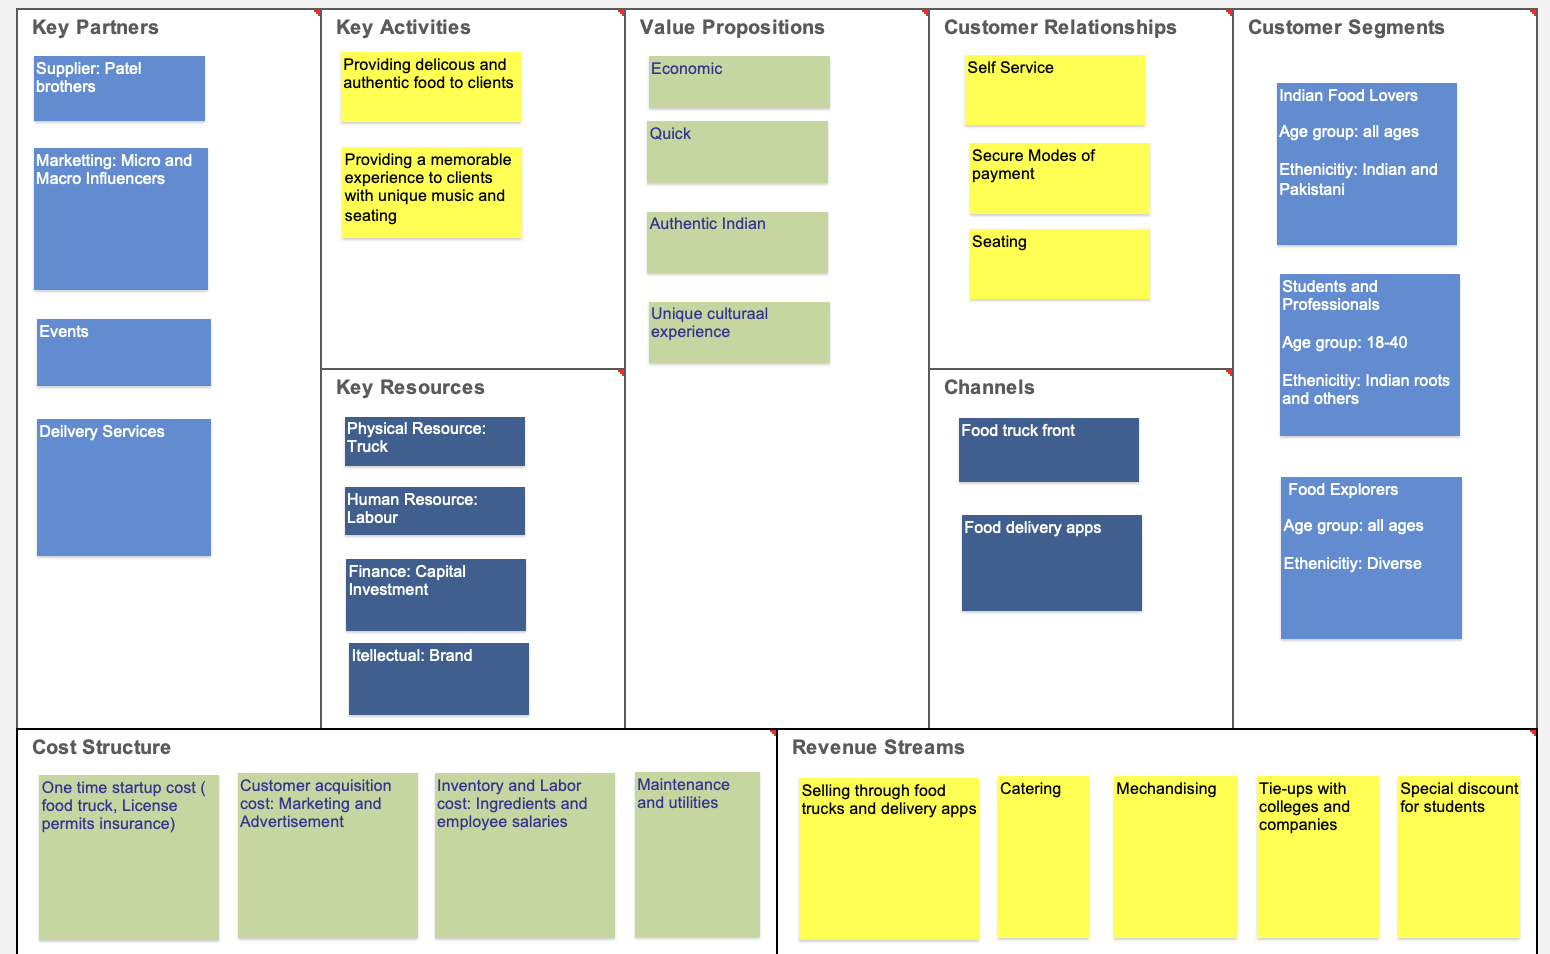 Key Partners
Supplier: Patel
brothers
Marketting: Micro and
Macro Influencers
Events
Deilvery Services
Key Activities
Providing delicous and
authentic food to clients
Providing a memorable
experience to clients
with unique music and
seating
Key Resources
Physical Resource:
Truck
Human Resource:
Labour
Finance: Capital
Investment
Itellectual: Brand
Value Propositions
Economic
Quick
Authentic Indian
Unique culturaal
experience
Customer Relationships
Self Service
Secure Modes of
payment
Seating
Channels
Food truck front
Food delivery apps
Customer Segments
Indian Food Lovers
Age group: all ages
Ethenicitiy: Indian and
Pakistani
Students and
Professionals
Age group: 18-40
Ethenicitiy: Indian roots
and others
Food Explorers
Age group: all ages
Ethenicitiy: Diverse
Cost Structure
One time startup cost (
food truck, License
permits insurance)
Customer acquisition
cost: Marketing and
Advertisement
Inventory and Labor
cost: Ingredients and
employee salaries
Maintenance
and utilities
Revenue Streams
Selling through food
trucks and delivery apps
Catering
Mechandising
Tie-ups with
colleges and
companies
Special discount
for students